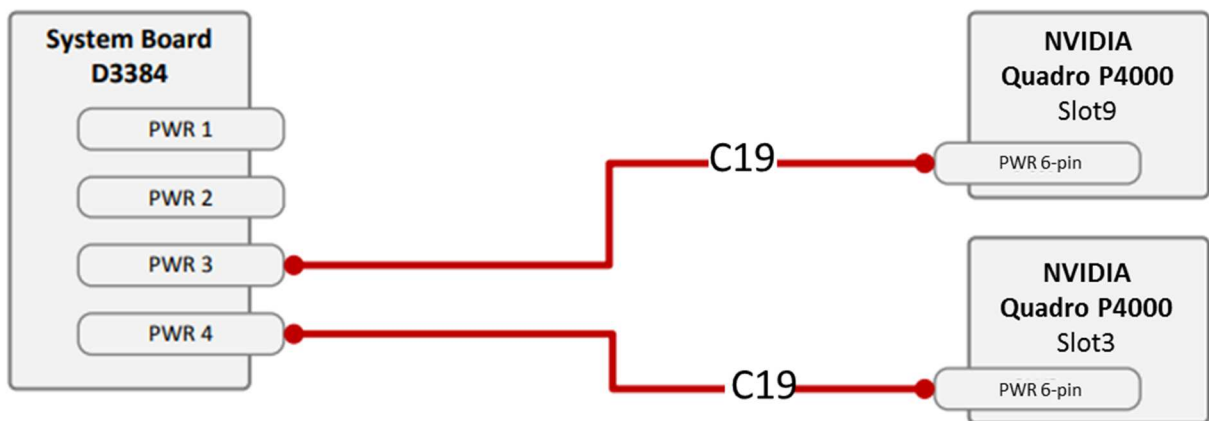 System Board
D3384
PWR 1
PWR 2
PWR 3
PWR 4
C19
C19
NVIDIA
Quadro P4000
Slot9
PWR 6-pin
NVIDIA
Quadro P4000
Slot3
PWR 6-pin